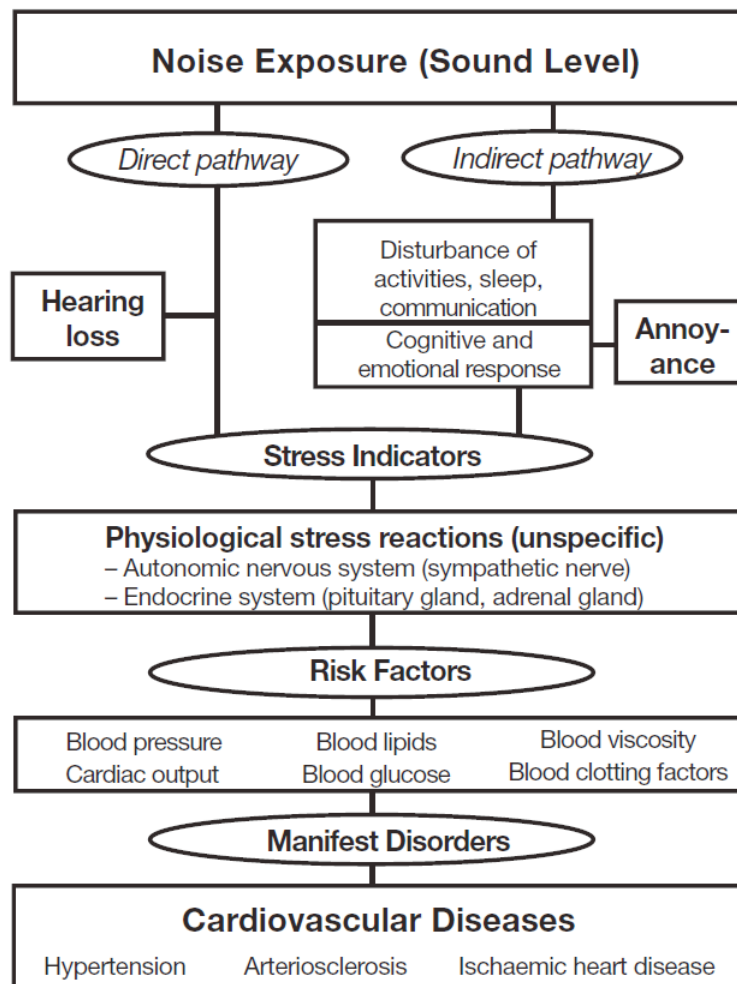 Noise Exposure (Sound Level)
Direct pathway
Indirect pathway
Disturbance of
activities, sleep,
communication
Hearing
loss
Cognitive and
emotional response
Annoy-
ance
Stress Indicators
Physiological stress reactions (unspecific)
– Autonomic nervous system (sympathetic nerve)
– Endocrine system (pituitary gland, adrenal gland)
Risk Factors
Blood pressure Blood lipids Blood viscosity
Cardiac output Blood glucose Blood clotting factors
Manifest Disorders
Cardiovascular Diseases
Hypertension Arteriosclerosis Ischaemic heart disease